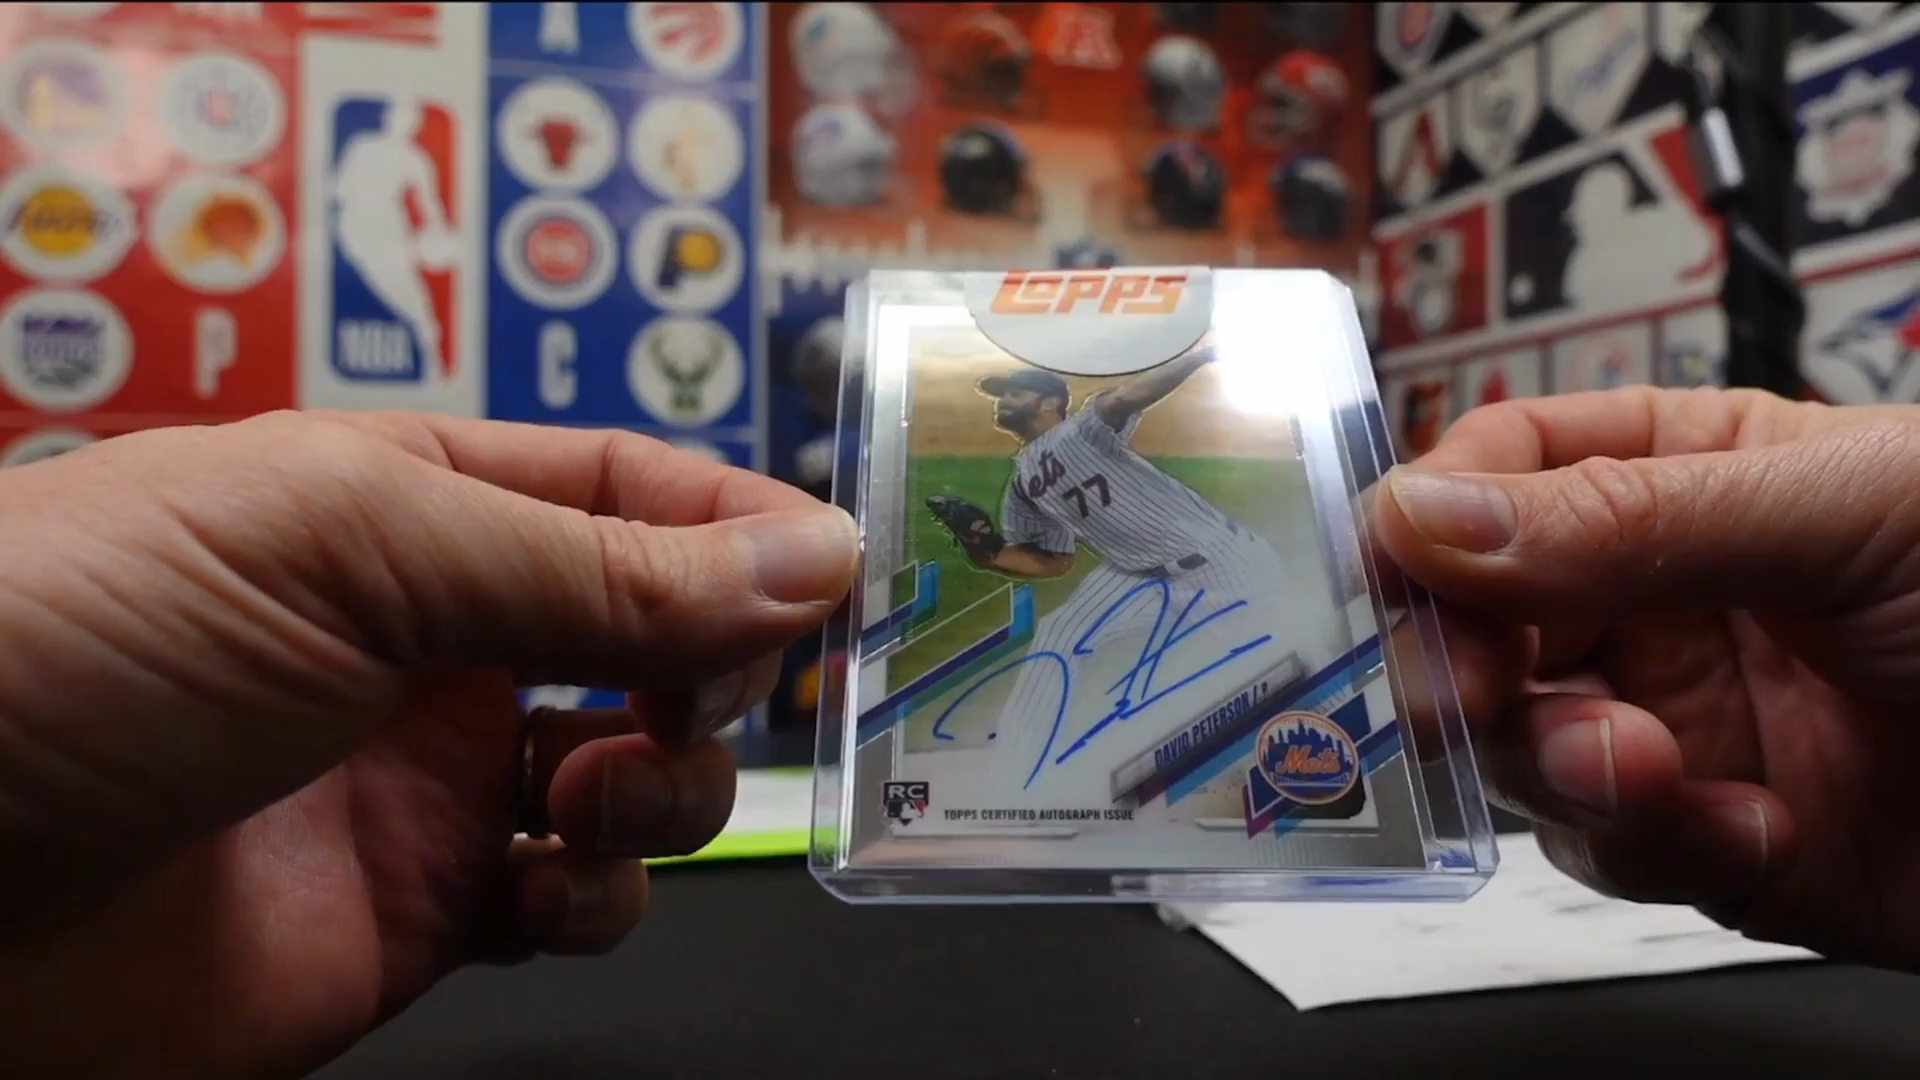 A
NBA
P
C
TOPPS
Mets
77
DAVID PETERSON / P
Mets
RC
TOPPS CERTIFIED AUTOGRAPH ISSUE